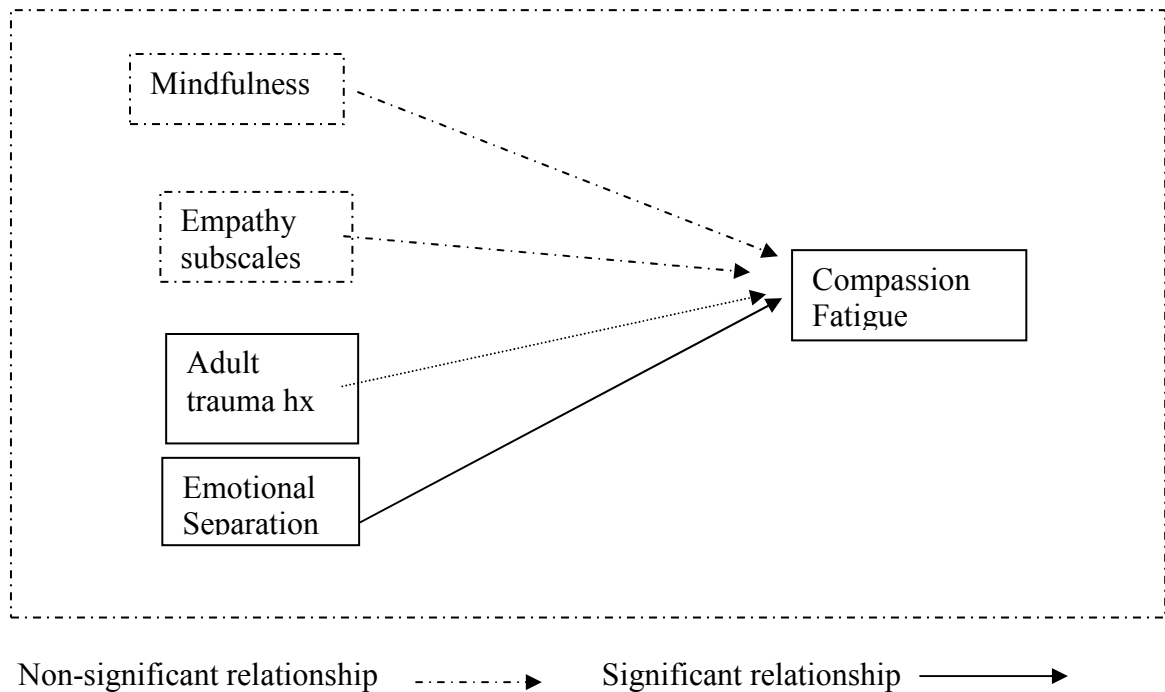 Mindfulness
Empathy
subscales
Compassion
Fatigue
Adult
trauma hx
Emotional
Separation
Non-significant relationship
Significant relationship